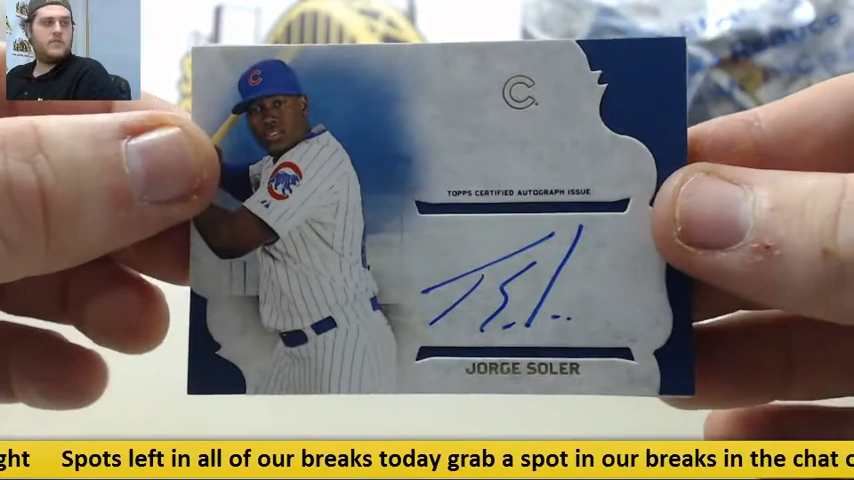 C
C.
TOPPS CERTIFIED AUTOGRAPH ISSUE
JORGE SOLER
ght Spots left in all of our breaks today grab a spot in our breaks in the chat o